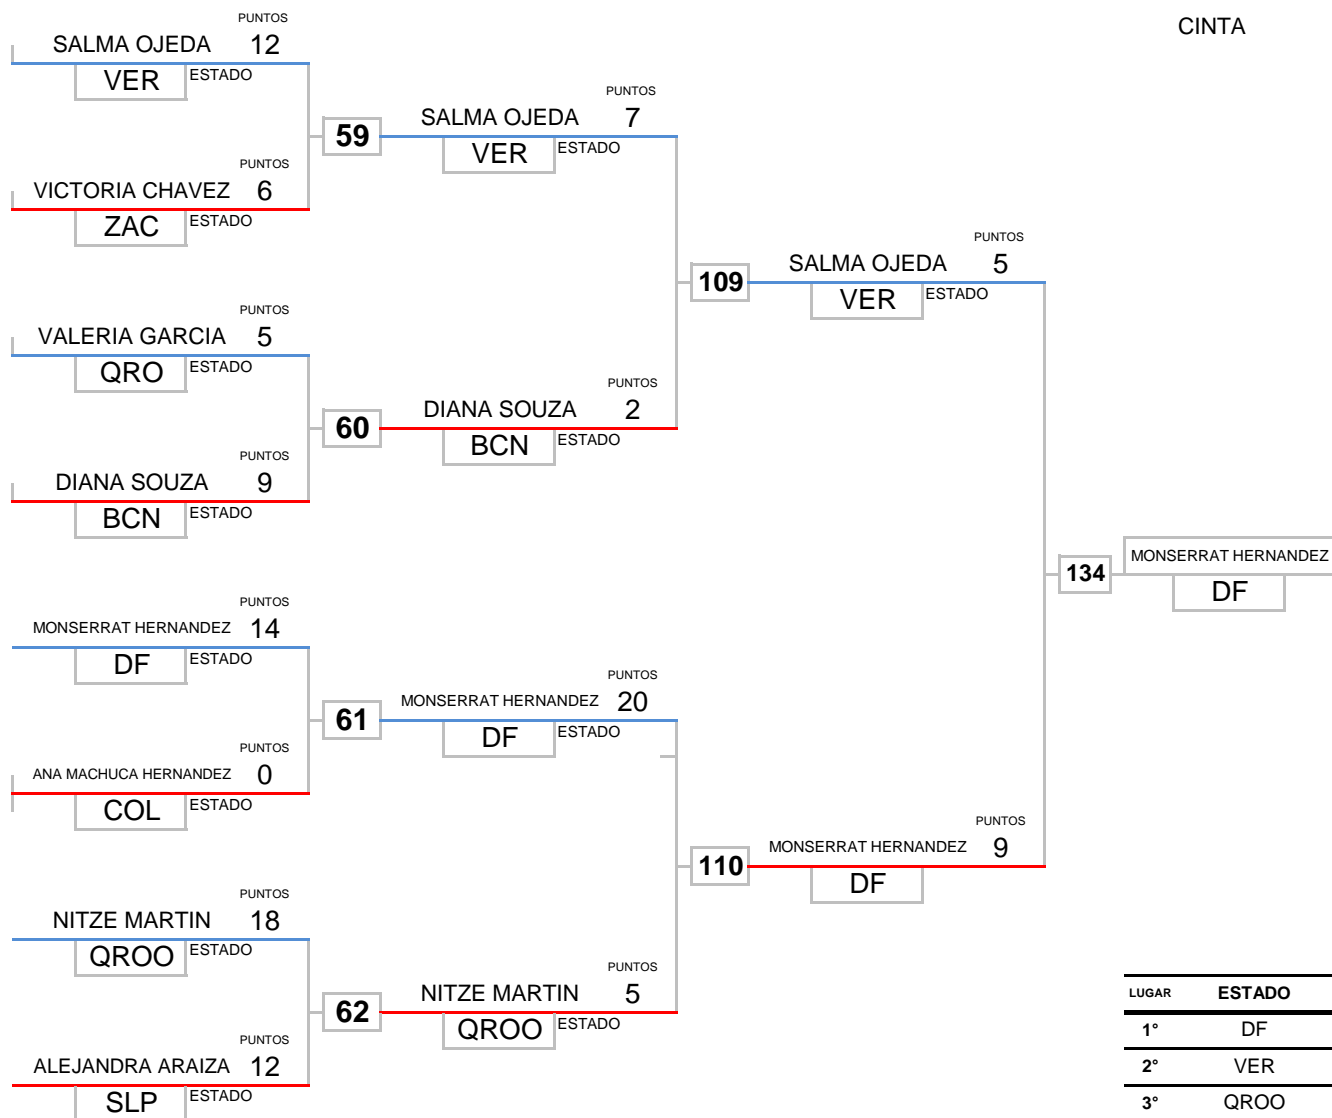 PUNTOS
SALMA OJEDA 12
VER ESTADO
CINTA
PUNTOS
SALMA OJEDA 7
59
VER ESTADO
PUNTOS
VICTORIA CHAVEZ 6
ZAC ESTADO
PUNTOS
SALMA OJEDA 5
109
VER ESTADO
PUNTOS
VALERIA GARCIA 5
QRO ESTADO
PUNTOS
DIANA SOUZA 2
60
BCN ESTADO
PUNTOS
DIANA SOUZA 9
BCN ESTADO
MONSERRAT HERNANDEZ
134
DF
PUNTOS
MONSERRAT HERNANDEZ 14
DF ESTADO
PUNTOS
MONSERRAT HERNANDEZ 20
61
DF ESTADO
PUNTOS
ANA MACHUCA HERNANDEZ 0
COL ESTADO
PUNTOS
MONSERRAT HERNANDEZ 9
110
DF
PUNTOS
NITZE MARTIN 18
QROO ESTADO
PUNTOS
NITZE MARTIN 5
62
QROO ESTADO
PUNTOS
ALEJANDRA ARAIZA 12
SLP ESTADO
LUGAR ESTADO
1° DF
2° VER
3° QROO